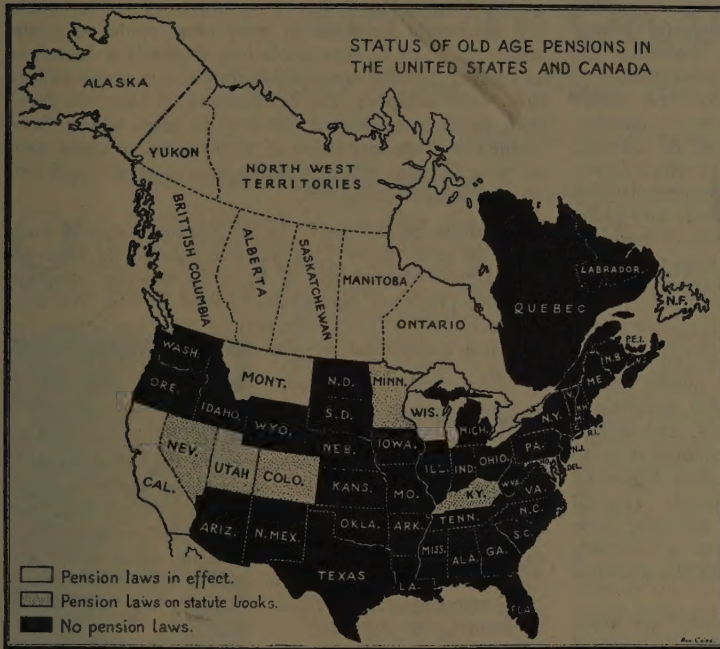 STATUS OF OLD AGE PENSIONS IN
THE UNITED STATES AND CANADA
ALASKA
YUKON
NORTH WEST
TERRITORIES
BRITTISH COLUMBIA
ALBERTA
SASKATCHEWAN
MANITOBA
ONTARIO
LABRADOR.
QUEBEC
N.F.
P.E.I.
N.B.
WASH.
MONT.
N.D.
MINN.
ME.
ORE.
IDAHO.
WYO.
S.D.
WIS.
MICH.
N.Y.
R.I.
NEV.
UTAH
COLO.
NEB.
IOWA.
ILL.
IND.
OHIO.
PA.
N.J.
DEL.
CAL.
KANS.
MO.
KY.
W.VA.
VA.
ARIZ.
N.MEX.
OKLA.
ARK.
TENN.
N.C.
S.C.
TEXAS
LA.
MISS.
ALA.
GA.
FLA.
Pension laws in effect.
Pension laws on statute books.
No pension laws.